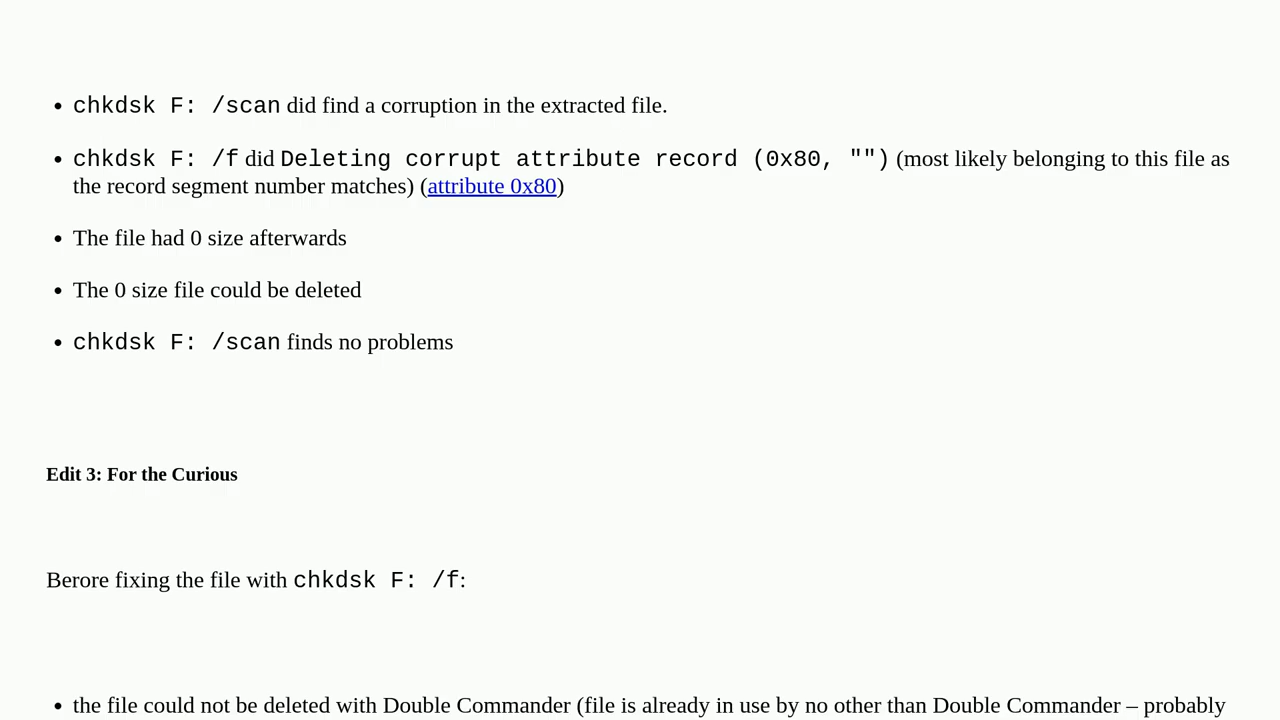 • chkdsk F: /scan did find a corruption in the extracted file.
• chkdsk F: /f did Deleting corrupt attribute record (0x80, "") (most likely belonging to this file as
the record segment number matches) (attribute 0x80)
• The file had 0 size afterwards
• The 0 size file could be deleted
• chkdsk F: /scan finds no problems
Edit 3: For the Curious
Berore fixing the file with chkdsk F: /f:
• the file could not be deleted with Double Commander (file is already in use by no other than Double Commander – probably